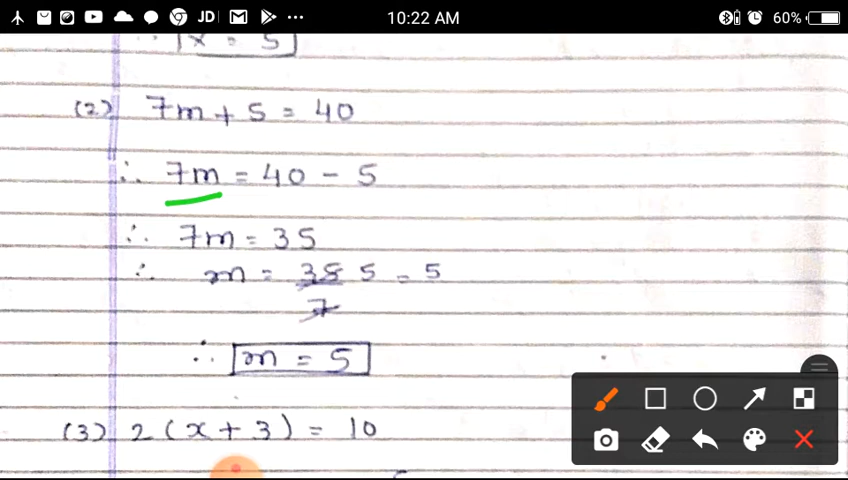 JD 10:22 AM 60%
∴ x = 5
(2) 7m + 5 = 40
∴ 7m = 40 - 5
∴ 7m = 35
∴ m = 35 5 = 5
7
∴ m = 5
(3) 2 (x + 3) = 10